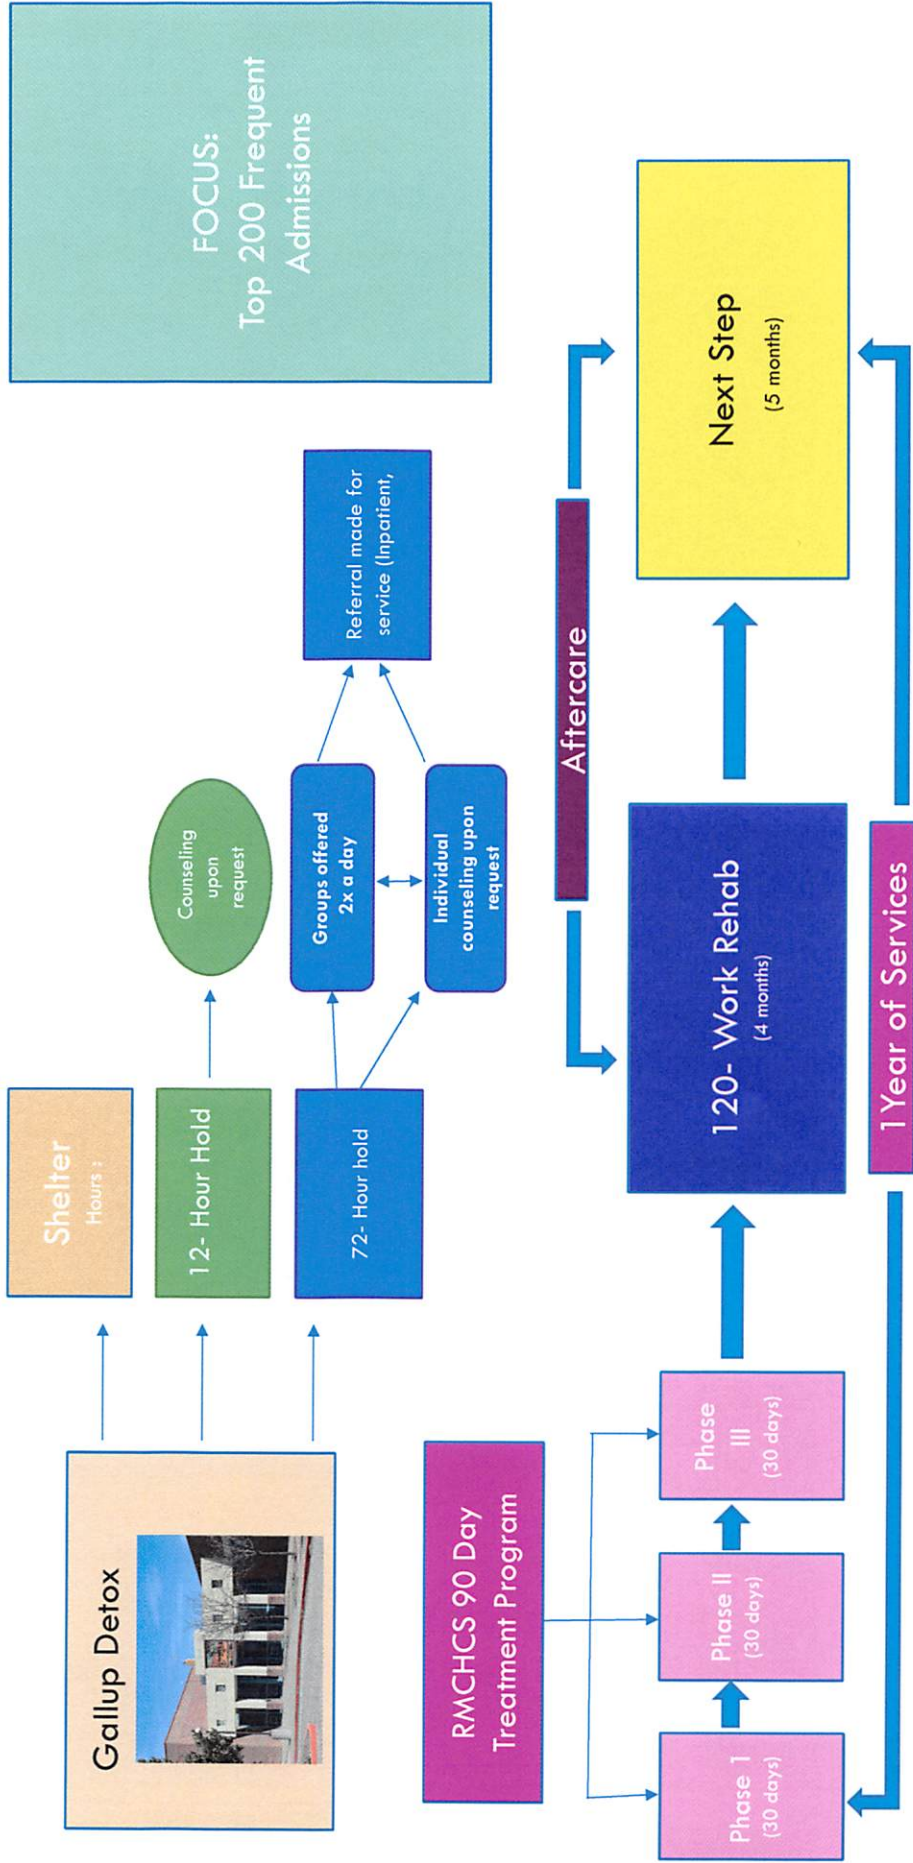 Gallup Detox
Shelter
Hours :
12- Hour Hold
72- Hour hold
Counseling
upon
request
Groups offered
2x a day
Individual
counseling upon
request
Referral made for
service (Inpatient,
FOCUS:
Top 200 Frequent
Admissions
RMCHCS 90 Day
Treatment Program
Phase 1
(30 days)
Phase II
(30 days)
Phase
III
(30 days)
120- Work Rehab
(4 months)
Aftercare
Next Step
(5 months)
1Year of Services